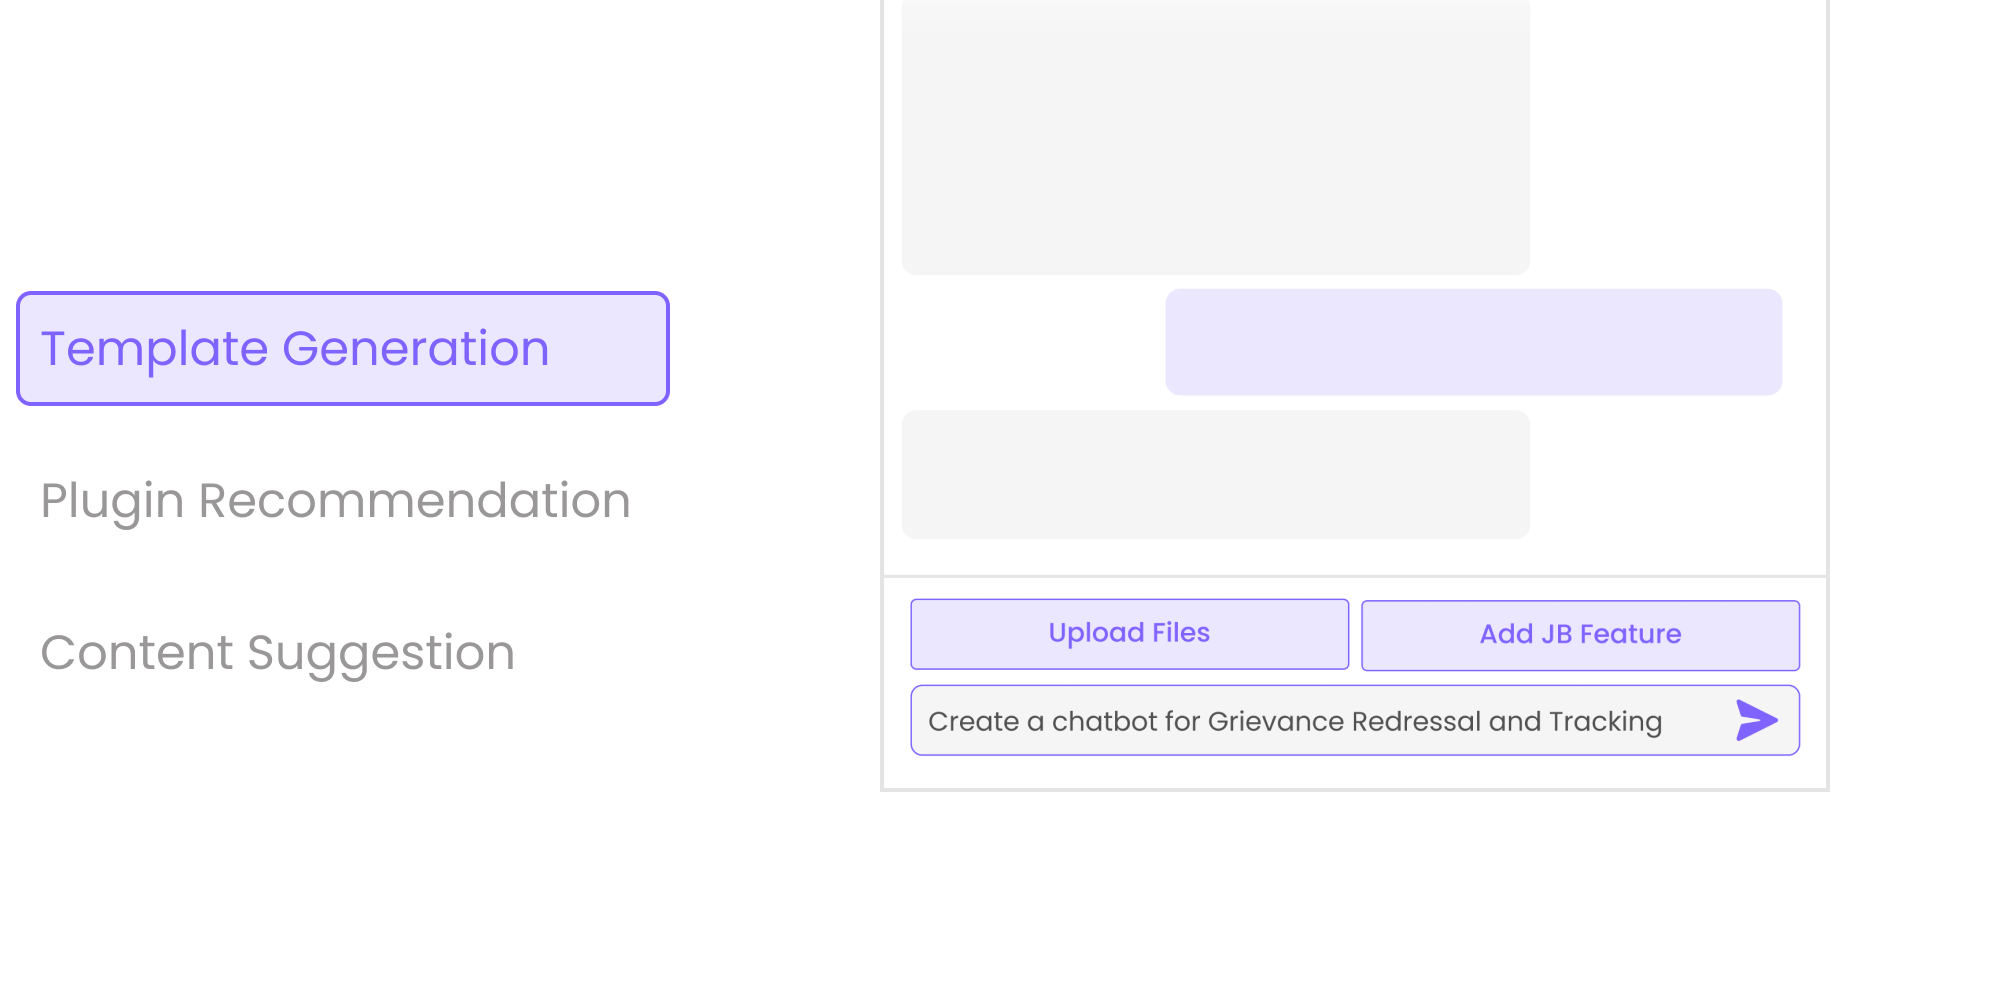 Template Generation
Plugin Recommendation
Content Suggestion
Upload Files
Add JB Feature
Create a chatbot for Grievance Redressal and Tracking